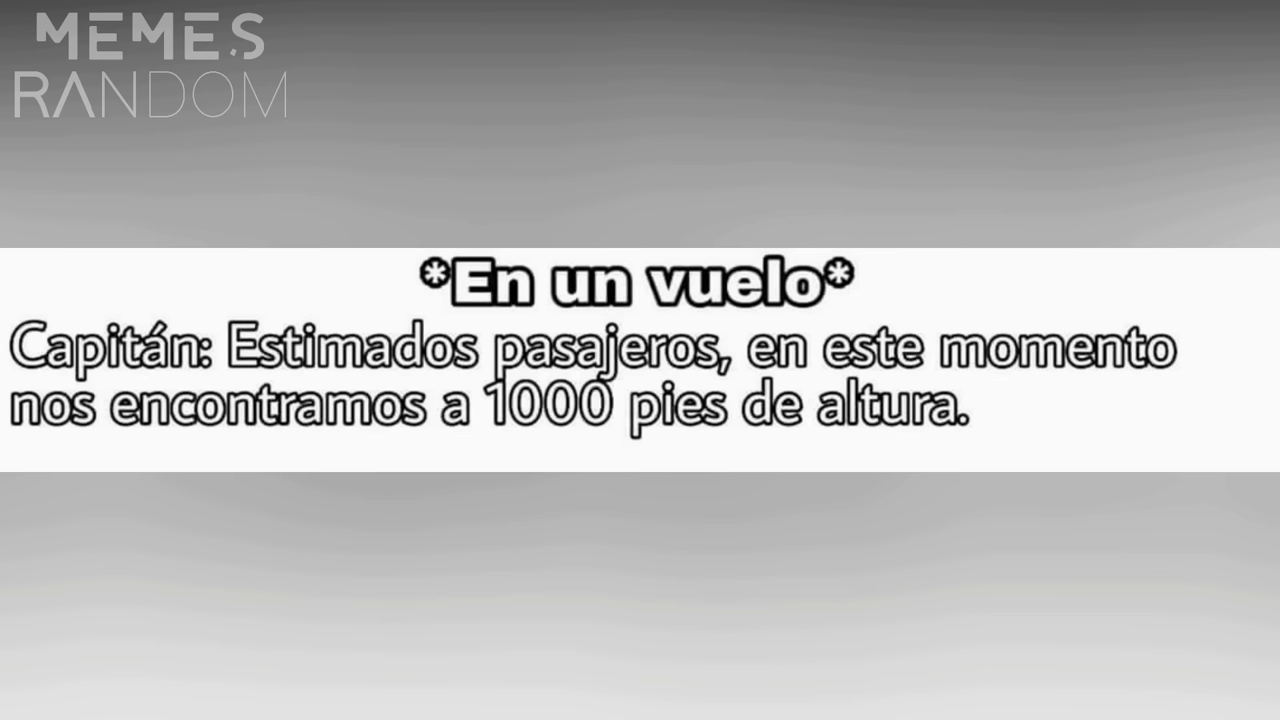 MEMES
RANDOM
*En un vuelo*
Capitán: Estimados pasajeros, en este momento
nos encontramos a 1000 pies de altura.